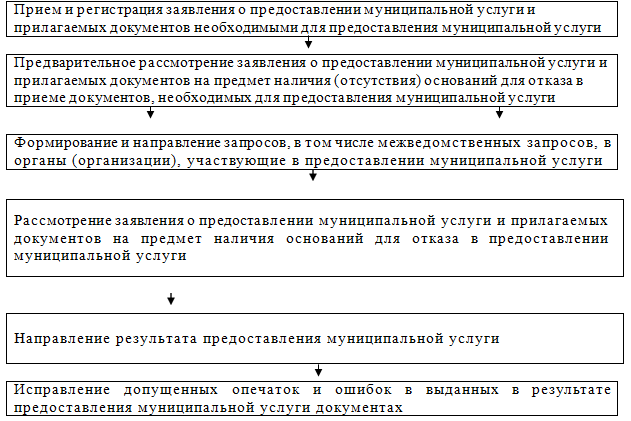 Прием и регистрация заявления о предоставлении муниципальной услуги и
прилагаемых документов необходимыми для предоставления муниципальной услуги
Предварительное рассмотрение заявления о предоставлении муниципальной услуги и
прилагаемых документов на предмет наличия (отсутствия) оснований для отказа в
приеме документов, необходимых для предоставления муниципальной услуги
Формирование и направление запросов, в том числе межведомственных запросов, в
органы (организации), участвующие в предоставлении муниципальной услуги
Рассмотрение заявления о предоставлении муниципальной услуги и прилагаемых
документов на предмет наличия оснований для отказа в предоставлении
муниципальной услуги
Направление результата предоставления муниципальной услуги
Исправление допущенных опечаток и ошибок в выданных в результате
предоставления муниципальной услуги документах